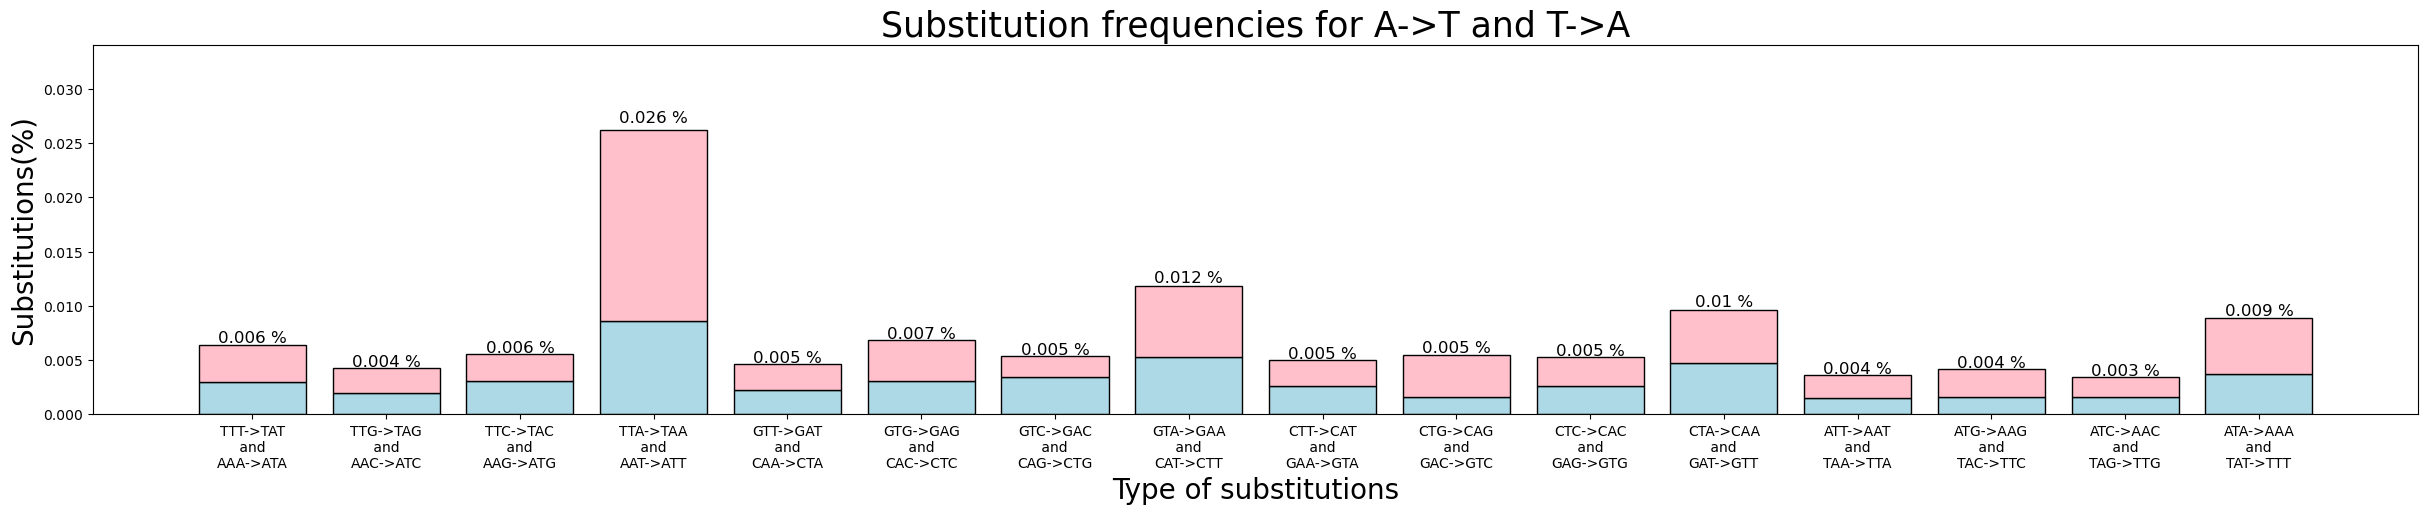 Substitution frequencies for A->T and T->A
Substitutions(%)
0.030
0.025
0.020
0.015
0.010
0.005
0.000
0.006 %
0.004 %
0.006 %
0.026 %
0.005 %
0.007 %
0.005 %
0.012 %
0.005 %
0.005 %
0.005 %
0.01 %
0.004 %
0.004 %
0.003 %
0.009 %
TTT->TAT
and
AAA->ATA
TTG->TAG
and
AAC->ATC
TTC->TAC
and
AAG->ATG
TTA->TAA
and
AAT->ATT
GTT->GAT
and
CAA->CTA
GTG->GAG
and
CAC->CTC
GTC->GAC
and
CAG->CTG
GTA->GAA
and
CAT->CTT
CTT->CAT
and
GAA->GTA
CTG->CAG
and
GAC->GTC
CTC->CAC
and
GAG->GTG
CTA->CAA
and
GAT->GTT
ATT->AAT
and
TAA->TTA
ATG->AAG
and
TAC->TTC
ATC->AAC
and
TAG->TTG
ATA->AAA
and
TAT->TTT
Type of substitutions